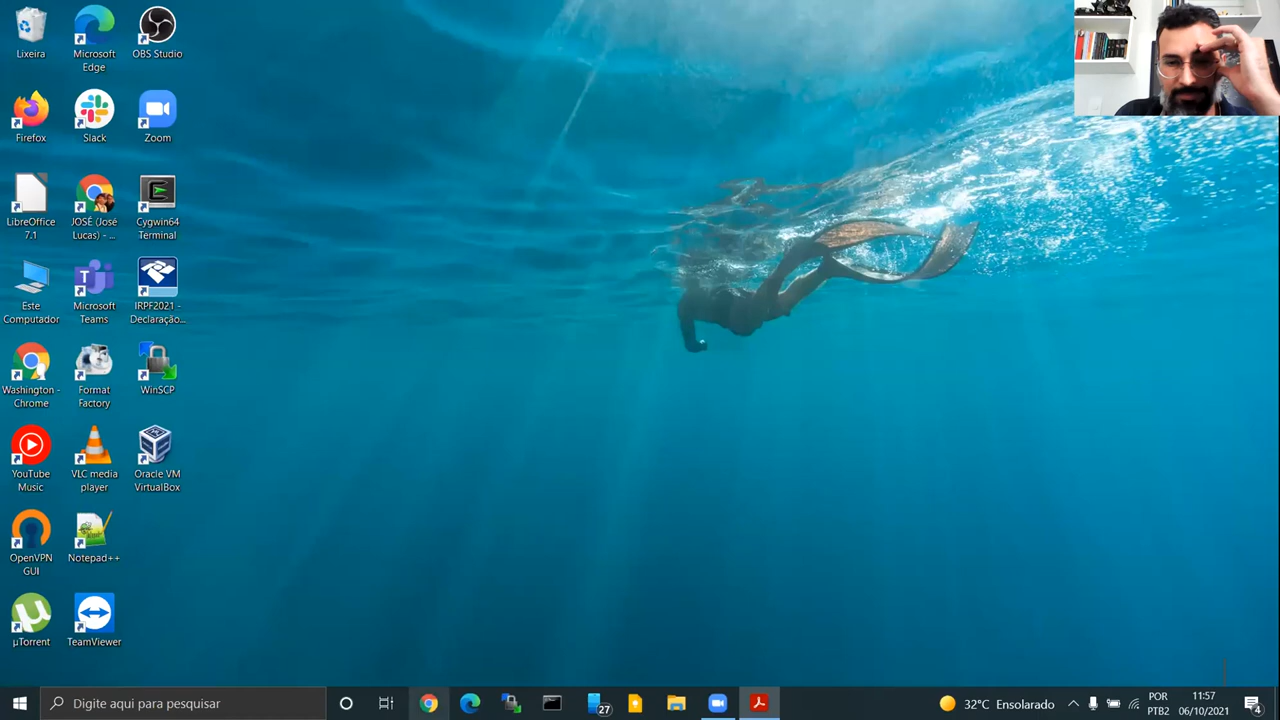 Lixeira
Microsoft
Edge
OBS Studio
Firefox
Slack
Zoom
LibreOffice
7.1
JOSÉ (José
Lucas) - ...
Cygwin64
Terminal
Este
Computador
Microsoft
Teams
IRPF2021 -
Declaração...
Washington -
Chrome
Format
Factory
WinSCP
YouTube
Music
VLC media
player
Oracle VM
VirtualBox
OpenVPN
GUI
Notepad++
µTorrent
TeamViewer
Digite aqui para pesquisar
27
32°C Ensolarado
POR
PTB2
11:57
06/10/2021
4